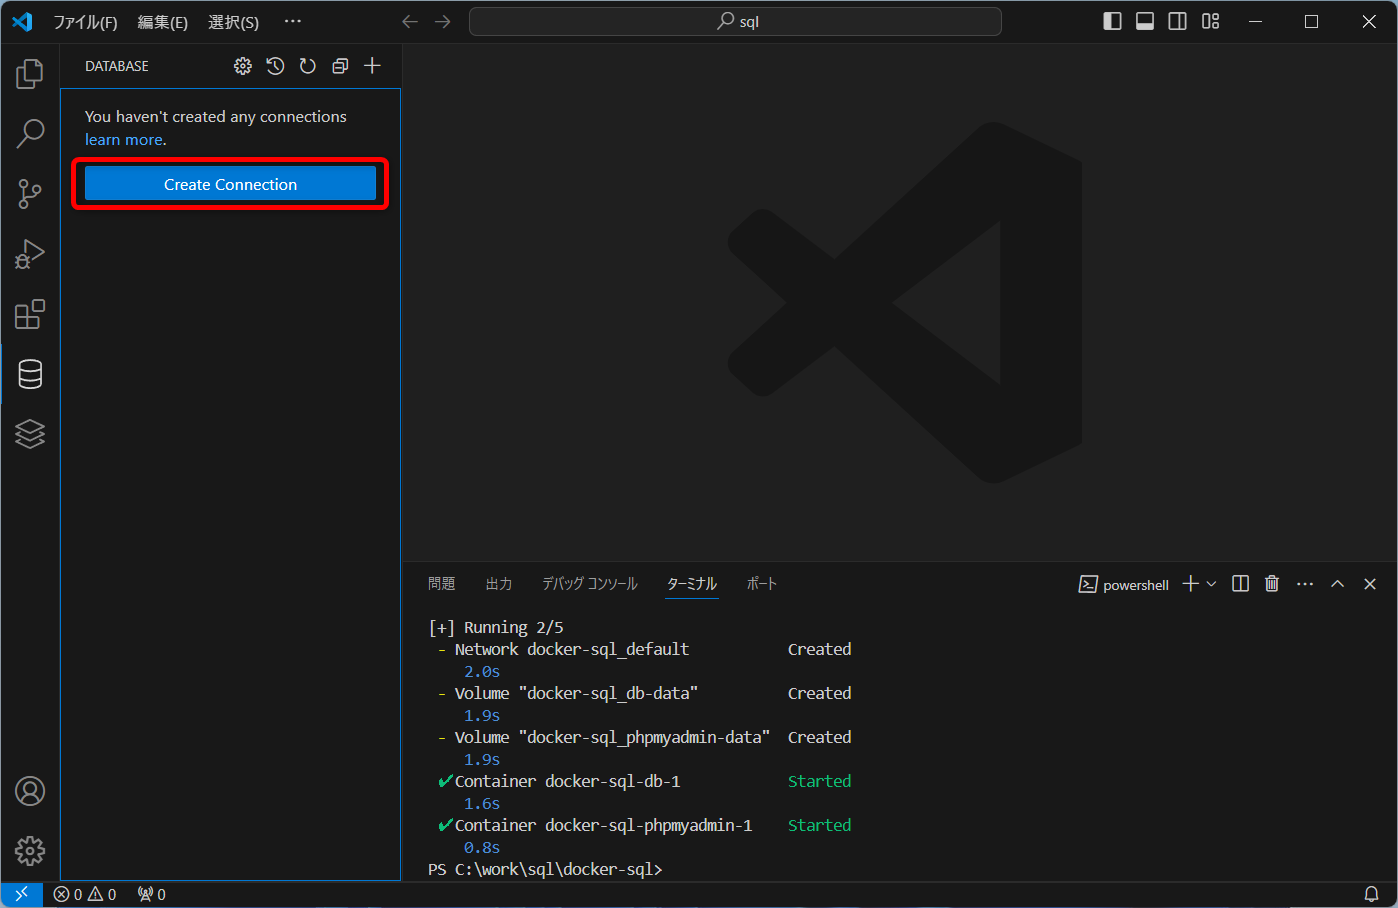 ファイル(F) 編集(E) 選択(S) ··· sql
DATABASE
You haven't created any connections
learn more.
Create Connection
問題 出力 デバッグ コンソール ターミナル ポート powershell
[+] Running 2/5
- Network docker-sql_default Created
2.0s
- Volume "docker-sql_db-data" Created
1.9s
- Volume "docker-sql_phpmyadmin-data" Created
1.9s
✔Container docker-sql-db-1 Started
1.6s
✔Container docker-sql-phpmyadmin-1 Started
0.8s
PS C:\work\sql\docker-sql>
0 0 0